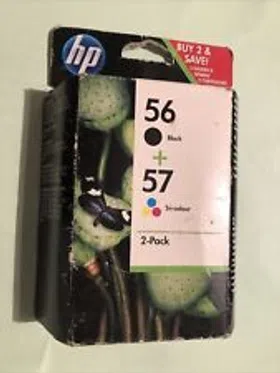 hp
BUY 2 &
SAVE!
56
Black
+
57
Tri-colour
2-Pack